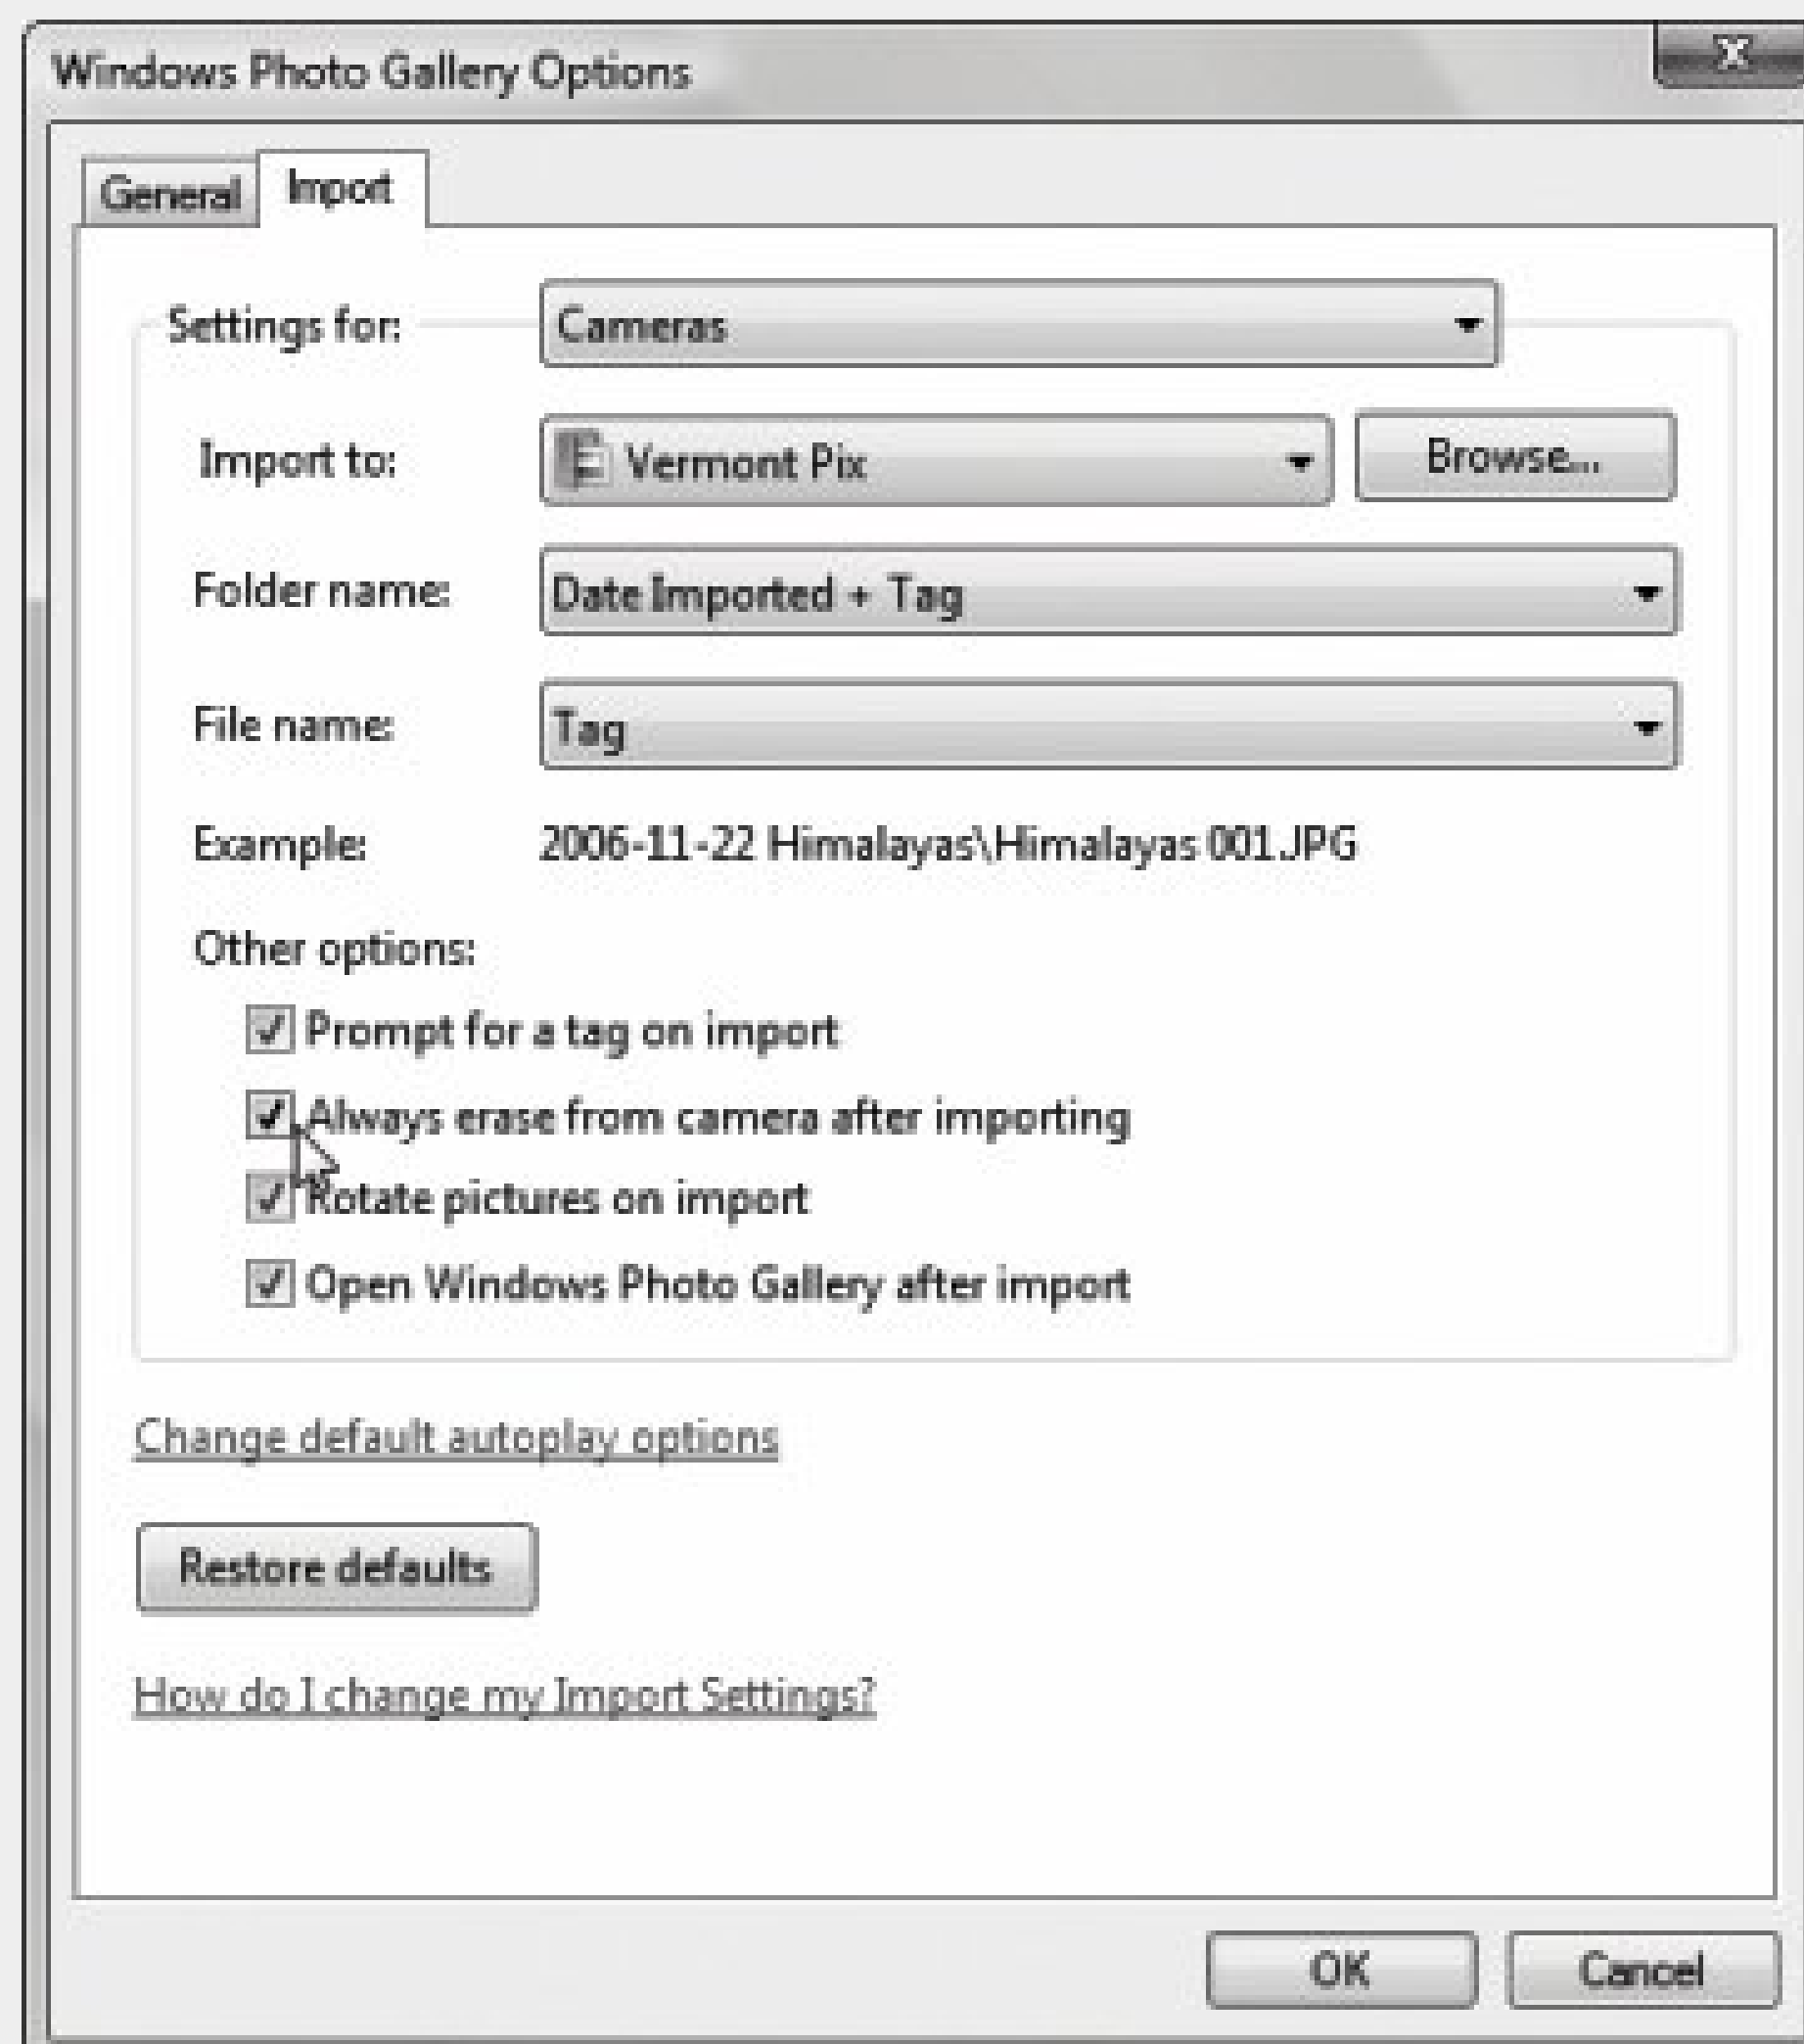 Windows Photo Gallery Options
General Import
Settings for: Cameras
Import to: Vermont Pix Browse...
Folder name: Date Imported + Tag
File name: Tag
Example: 2006-11-22 Himalayas\Himalayas 001.JPG
Other options:
Prompt for a tag on import
Always erase from camera after importing
Rotate pictures on import
Open Windows Photo Gallery after import
Change default autoplay options
Restore defaults
How do I change my Import Settings?
OK Cancel